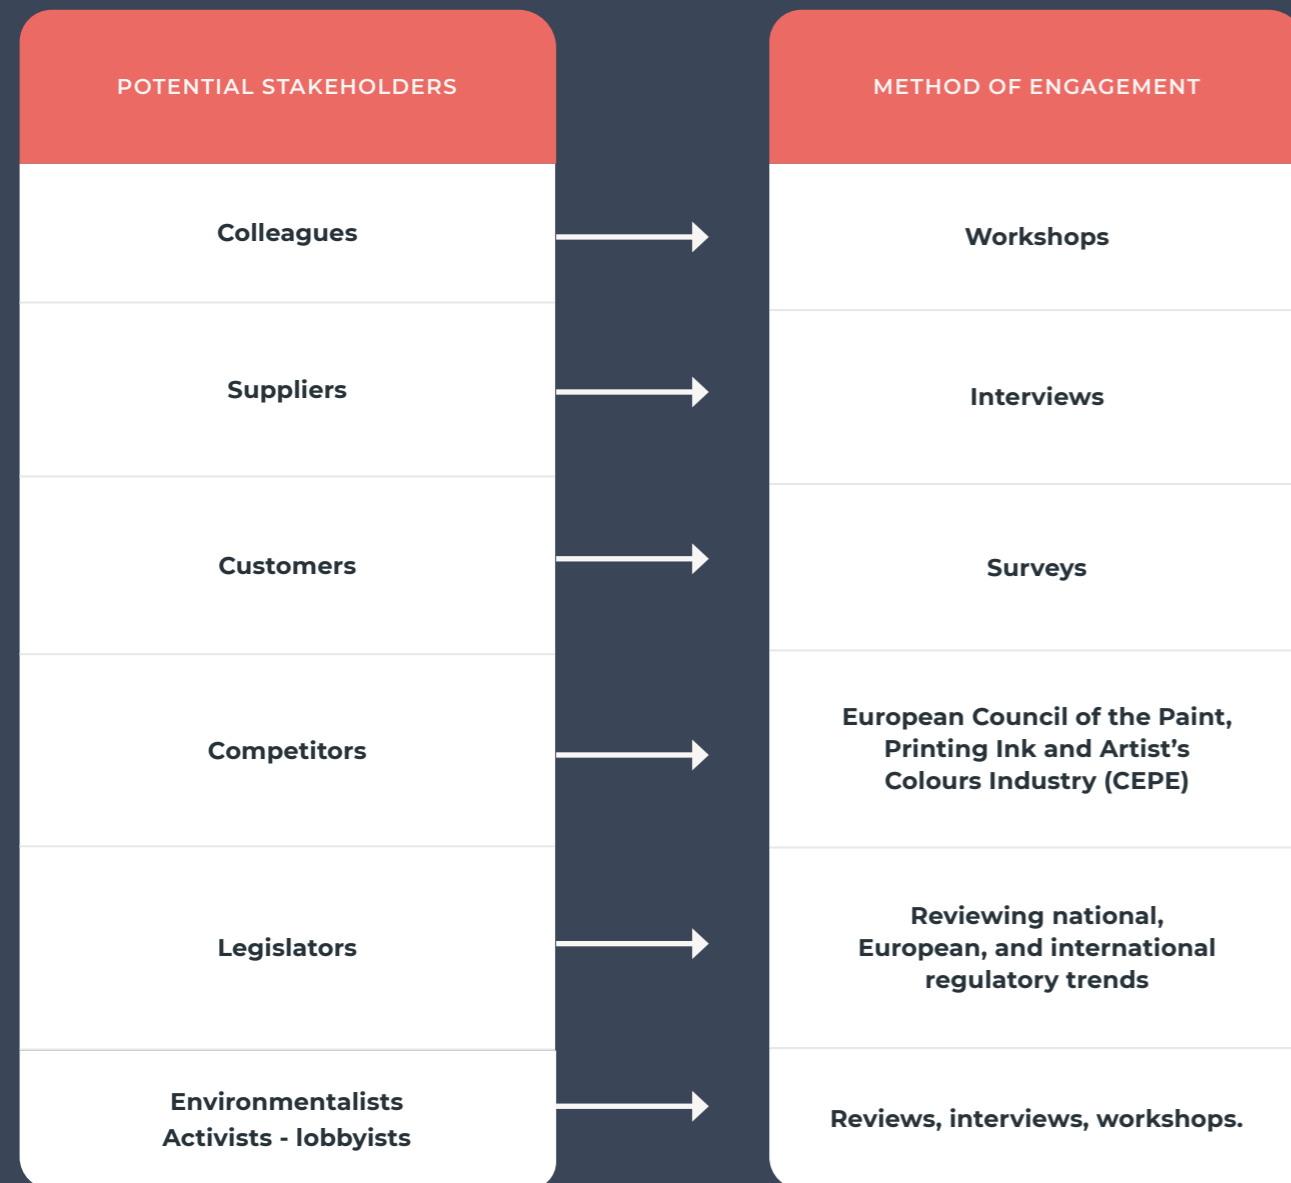 POTENTIAL STAKEHOLDERS
METHOD OF ENGAGEMENT
Colleagues
Workshops
Suppliers
Interviews
Customers
Surveys
Competitors
European Council of the Paint,
Printing Ink and Artist’s
Colours Industry (CEPE)
Legislators
Reviewing national,
European, and international
regulatory trends
Environmentalists
Activists - lobbyists
Reviews, interviews, workshops.